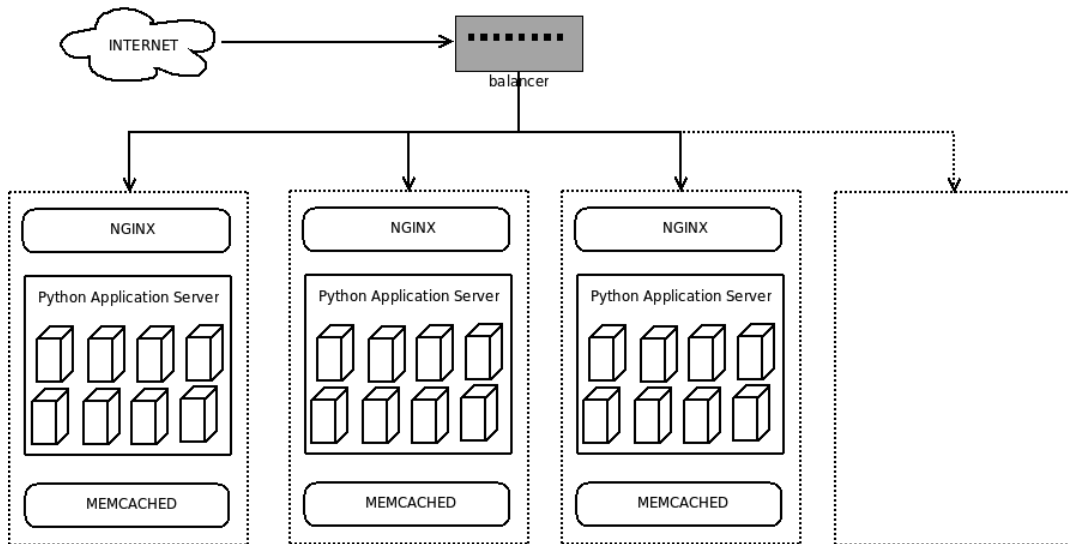 INTERNET
balancer
NGINX
Python Application Server
MEMCACHED
NGINX
Python Application Server
MEMCACHED
NGINX
Python Application Server
MEMCACHED